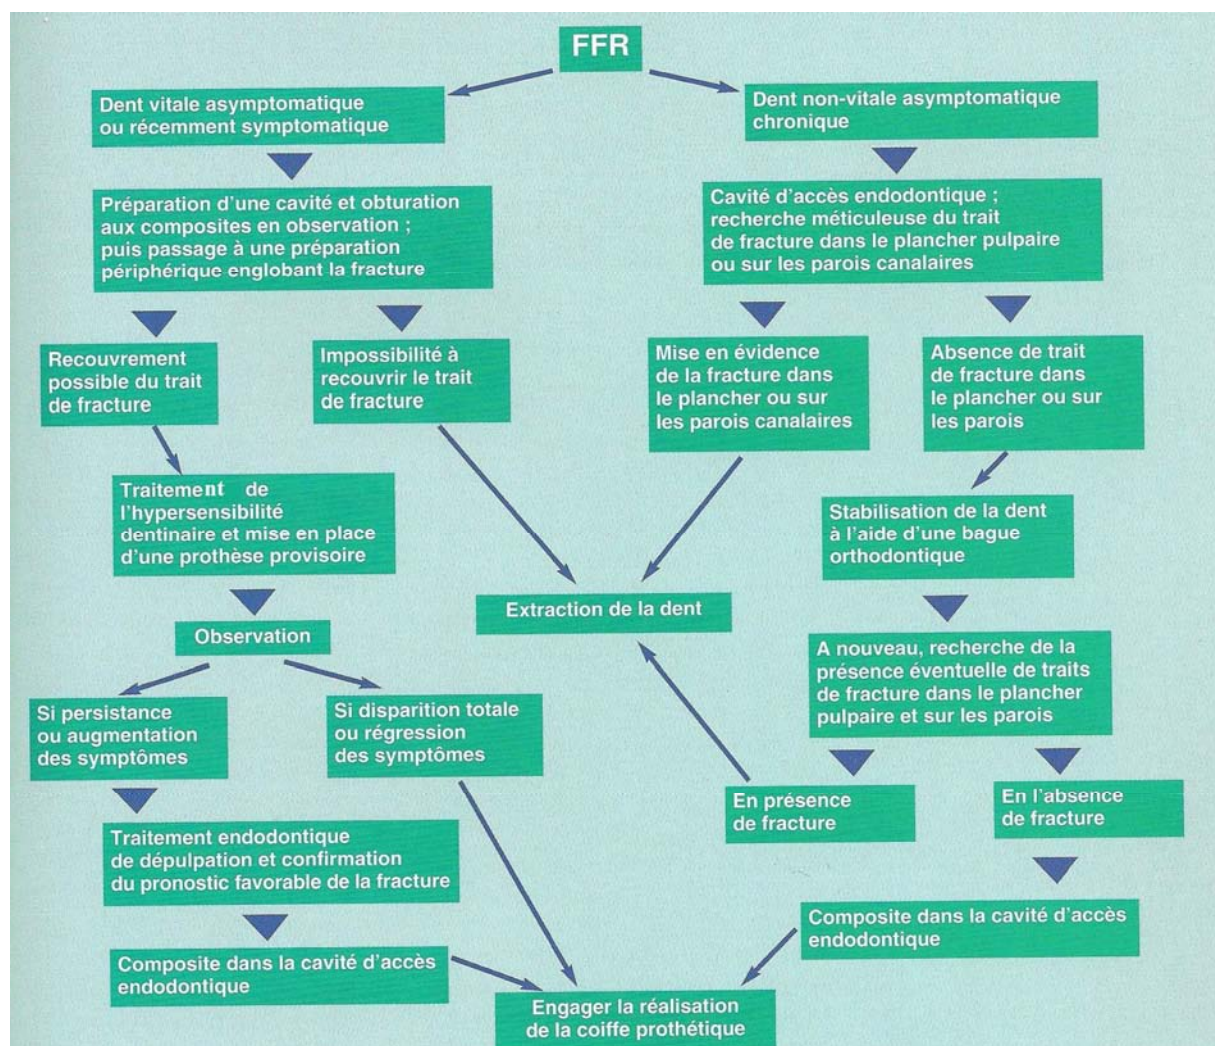 FFR
Dent vitale asymptomatique
ou récemment symptomatique
Dent non-vitale asymptomatique
chronique
Préparation d'une cavité et obturation
aux composites en observation ;
puis passage à une préparation
périphérique englobant la fracture
Cavité d'accès endodontique ;
recherche méticuleuse du trait
de fracture dans le plancher pulpaire
ou sur les parois canalaires
Recouvrement
possible du trait
de fracture
Impossibilité à
recouvrir le trait
de fracture
Mise en évidence
de la fracture dans
le plancher ou sur
les parois canalaires
Absence de trait
de fracture dans
le plancher ou sur
les parois
Traitement de
l'hypersensibilité
dentinaire et mise en place
d'une prothèse provisoire
Stabilisation de la dent
à l'aide d'une bague
orthodontique
Extraction de la dent
Observation
A nouveau, recherche de la
présence éventuelle de traits
de fracture dans le plancher
pulpaire et sur les parois
Si persistance
ou augmentation
des symptômes
Si disparition totale
ou régression
des symptômes
En présence
de fracture
En l'absence
de fracture
Traitement endodontique
de dépulpation et confirmation
du pronostic favorable de la fracture
Composite dans la cavité d'accès
endodontique
Composite dans la cavité d'accès
endodontique
Engager la réalisation
de la coiffe prothétique